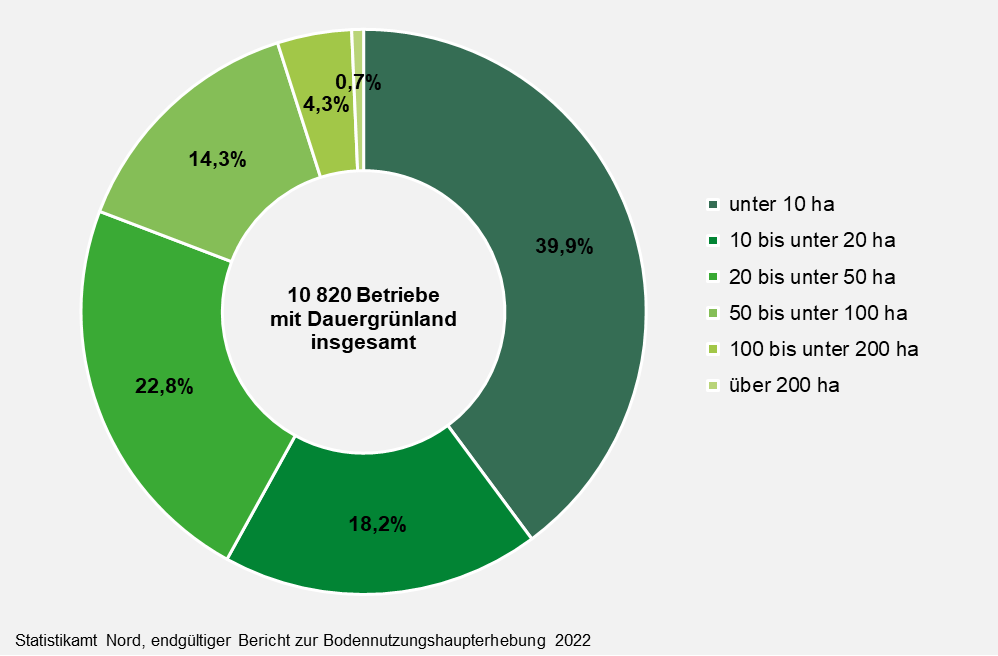 0,7%
4,3%
14,3%
39,9%
22,8%
18,2%
10 820 Betriebe
mit Dauergrünland
insgesamt
unter 10 ha
10 bis unter 20 ha
20 bis unter 50 ha
50 bis unter 100 ha
100 bis unter 200 ha
über 200 ha
Statistikamt Nord, endgültiger Bericht zur Bodennutzungshaupterhebung 2022